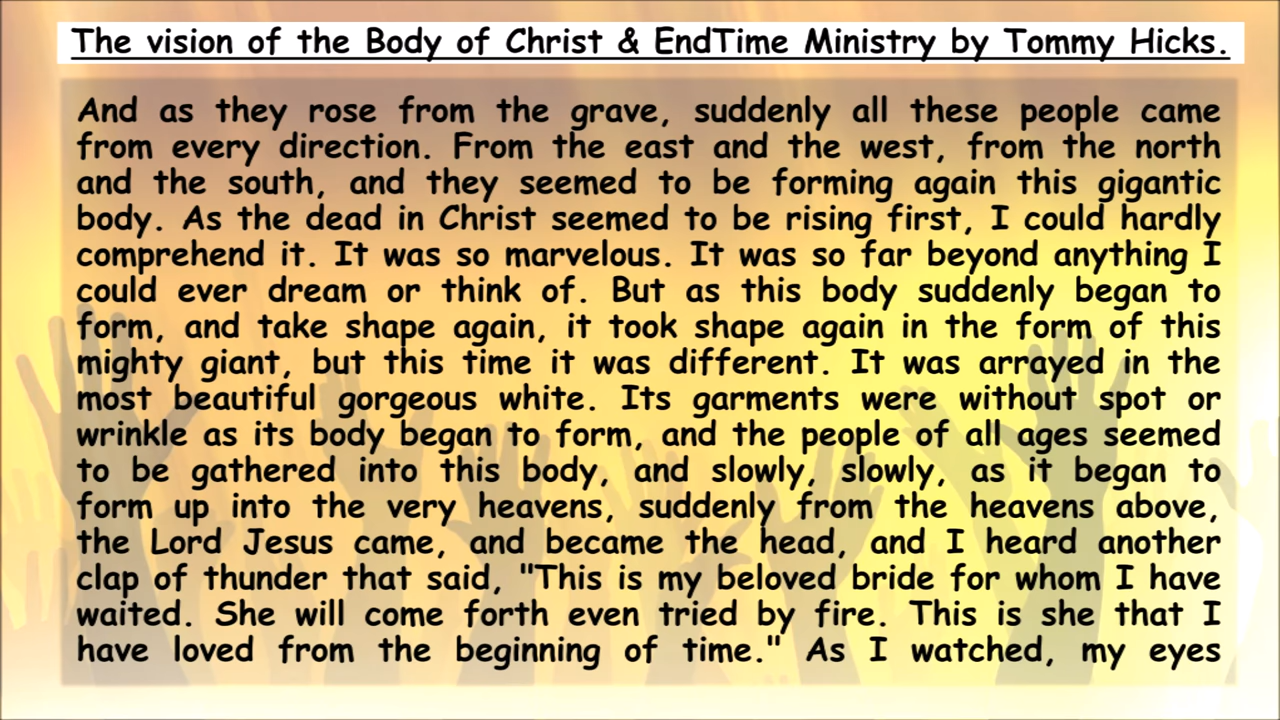 The vision of the Body of Christ & EndTime Ministry by Tommy Hicks.
And as they rose from the grave, suddenly all these people came
from every direction. From the east and the west, from the north
and the south, and they seemed to be forming again this gigantic
body. As the dead in Christ seemed to be rising first, I could hardly
comprehend it. It was so marvelous. It was so far beyond anything I
could ever dream or think of. But as this body suddenly began to
form, and take shape again, it took shape again in the form of this
mighty giant, but this time it was different. It was arrayed in the
most beautiful gorgeous white. Its garments were without spot or
wrinkle as its body began to form, and the people of all ages seemed
to be gathered into this body, and slowly, slowly, as it began to
form up into the very heavens, suddenly from the heavens above,
the Lord Jesus came, and became the head, and I heard another
clap of thunder that said, "This is my beloved bride for whom I have
waited. She will come forth even tried by fire. This is she that I
have loved from the beginning of time." As I watched, my eyes